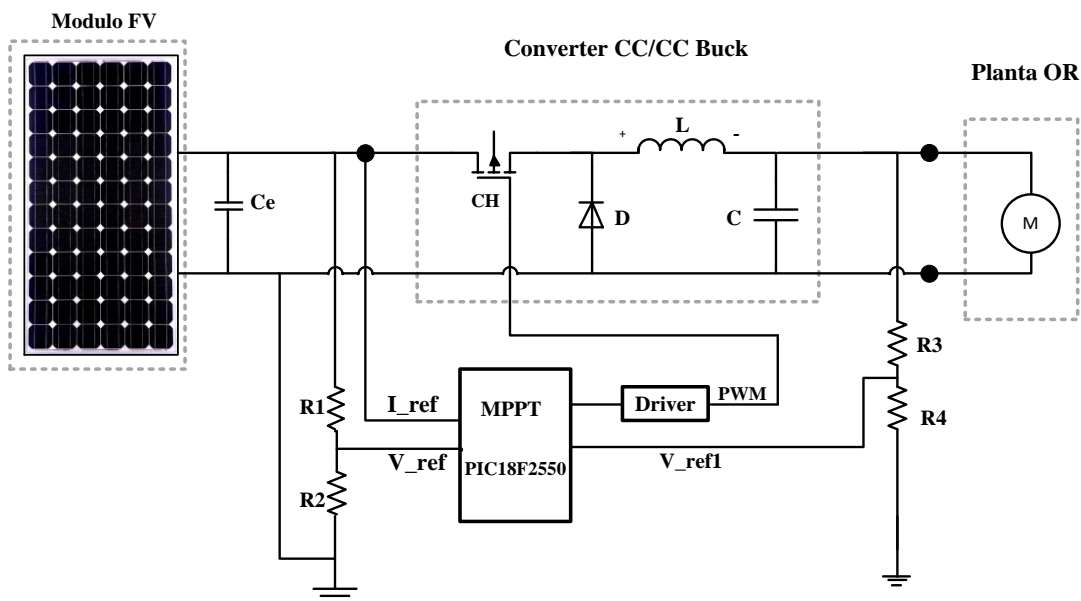 Modulo FV
Converter CC/CC Buck
Planta OR
+
L
-
CH
Ce
D
C
M
R3
R1
I_ref
MPPT
Driver
PWM
R4
V_ref
PIC18F2550
V_ref1
R2